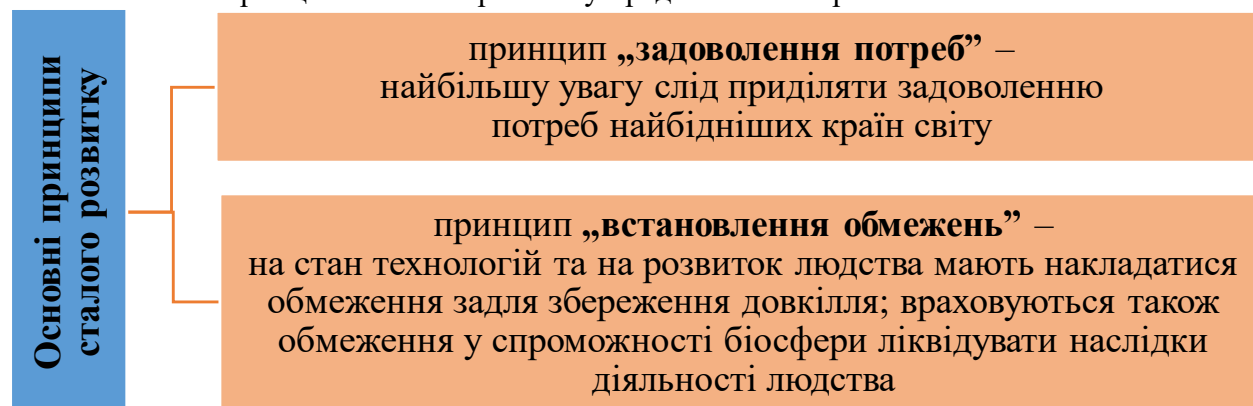 Основні принципи
сталого розвитку
принцип „задоволення потреб” –
найбільшу увагу слід приділяти задоволенню
потреб найбідніших країн світу
принцип „встановлення обмежень” –
на стан технологій та на розвиток людства мають накладатися
обмеження задля збереження довкілля; враховуються також
обмеження у спроможності біосфери ліквідувати наслідки
діяльності людства